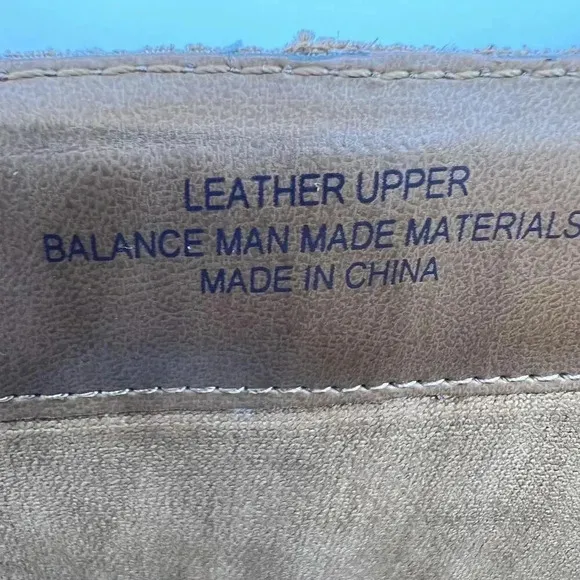 LEATHER UPPER
BALANCE MAN MADE MATERIALS
MADE IN CHINA